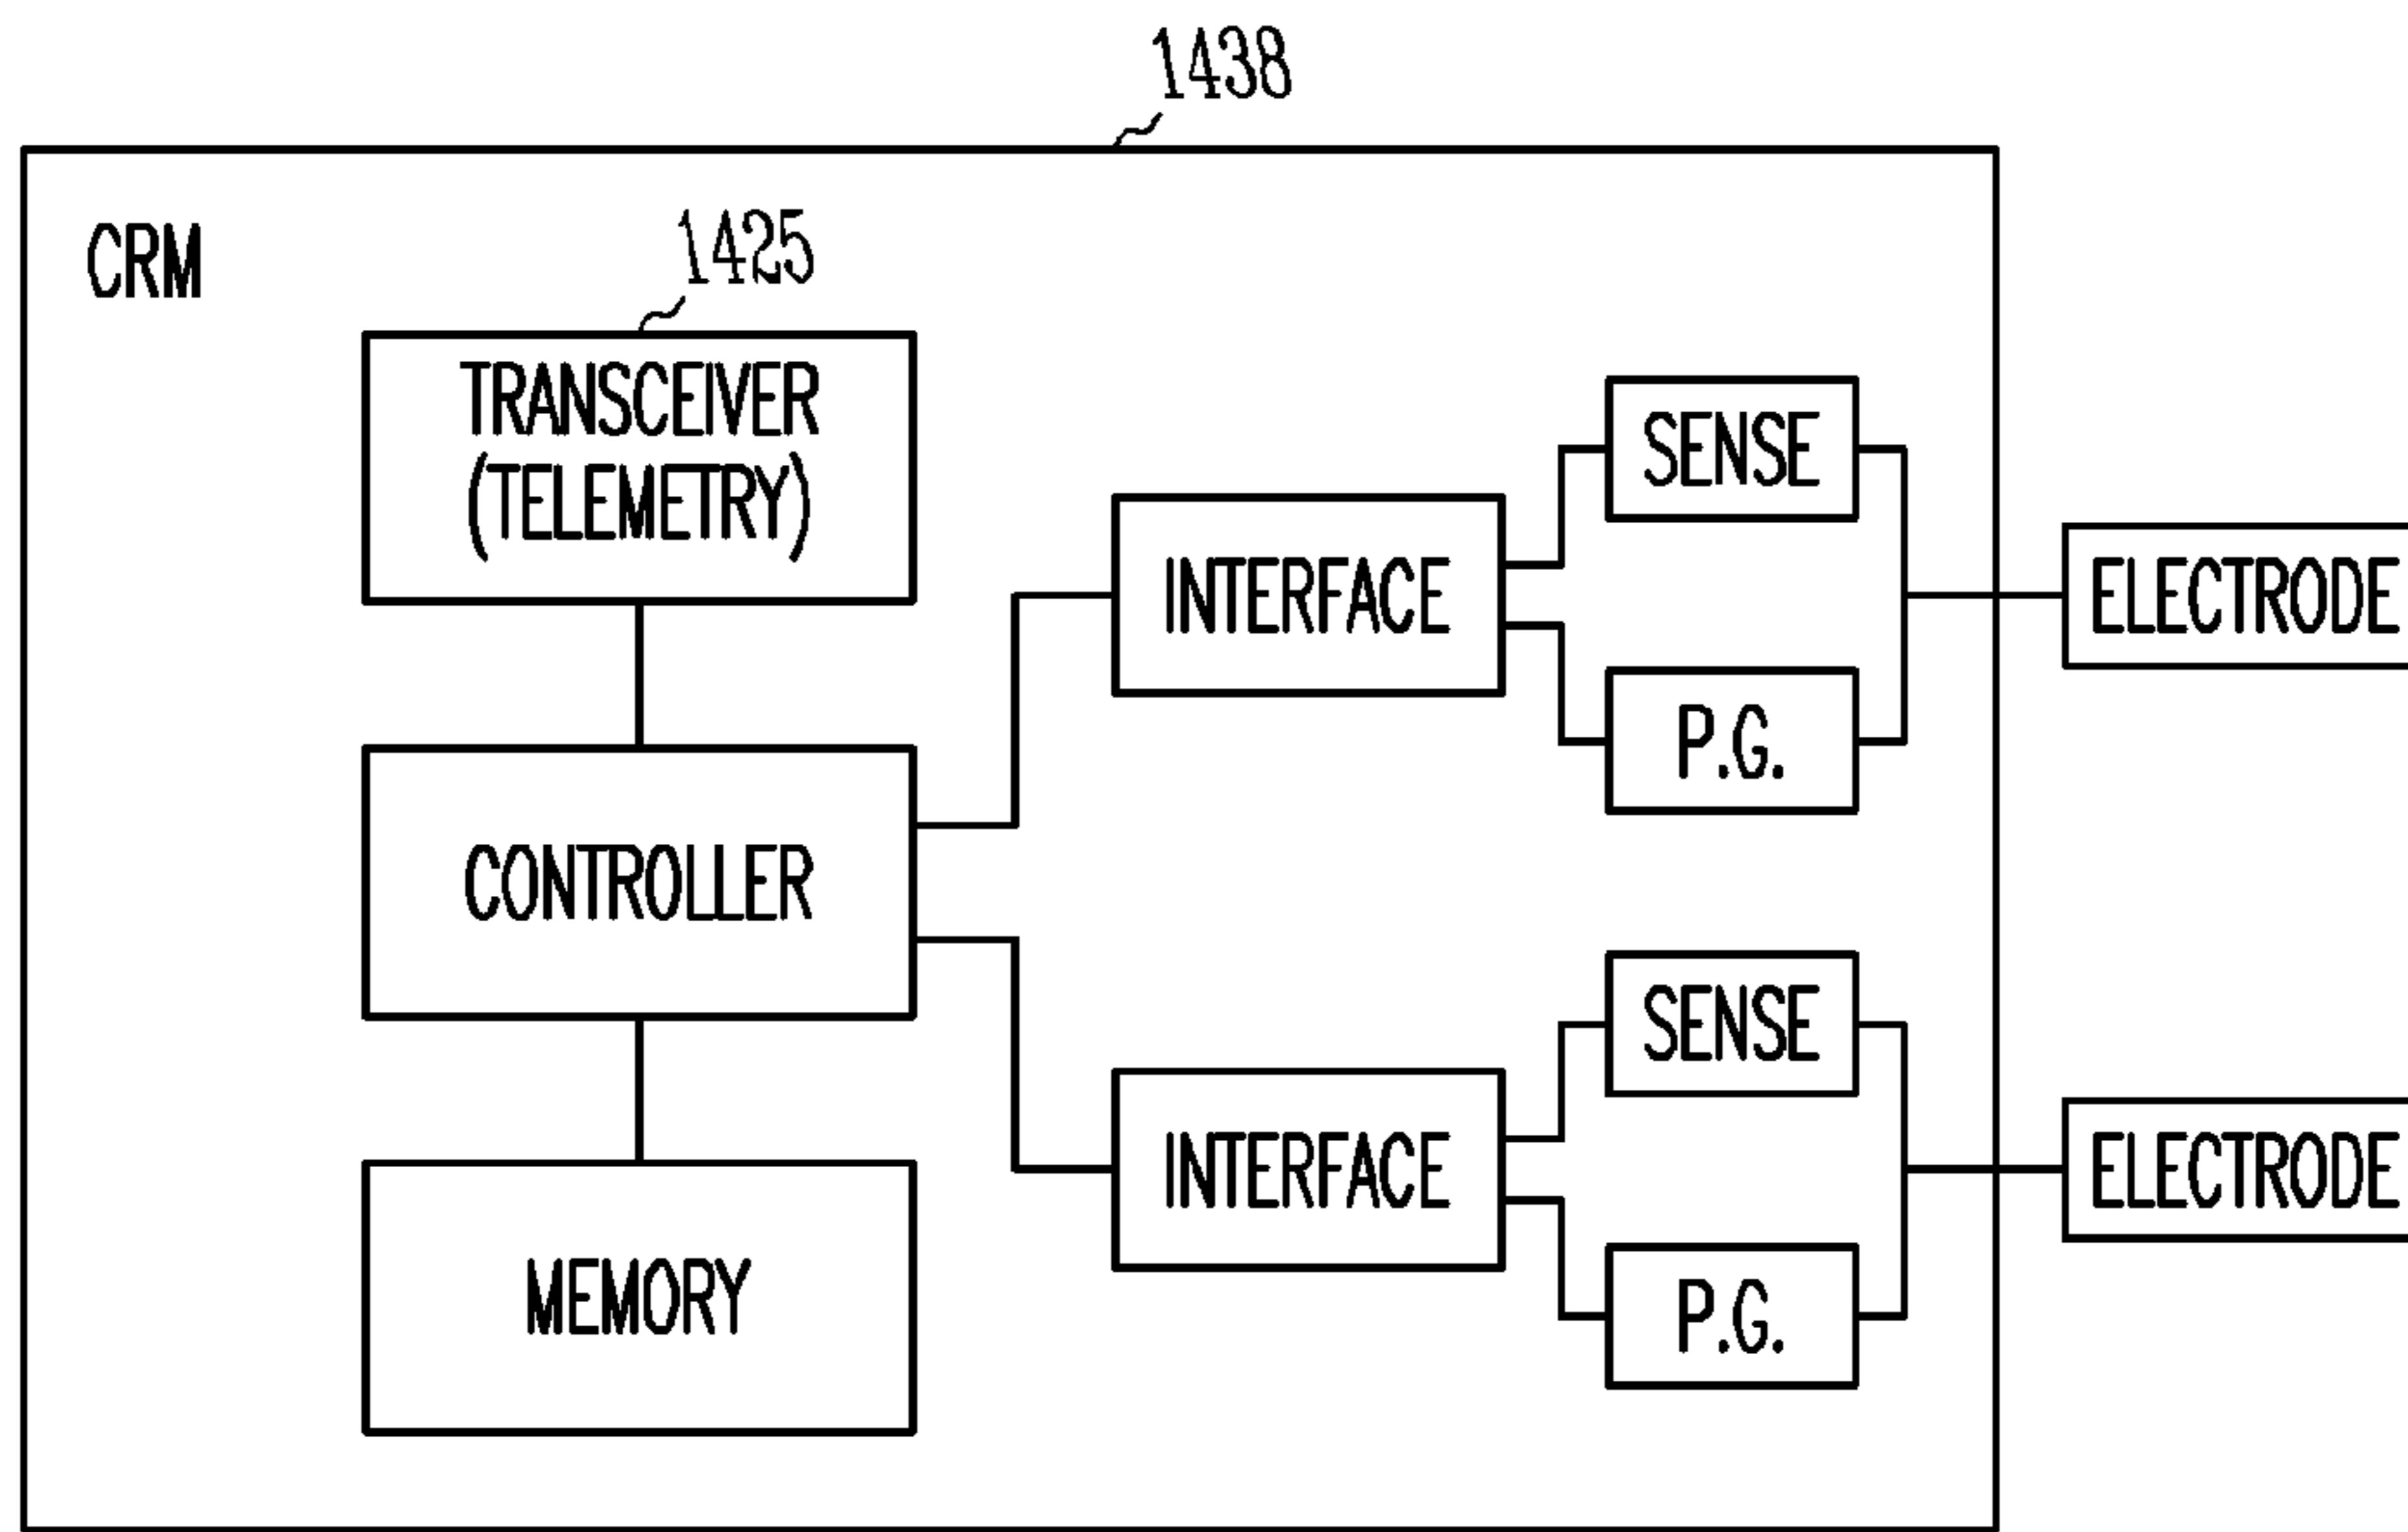 1438
CRM
1425
TRANSCEIVER
(TELEMETRY)
SENSE
INTERFACE
ELECTRODE
P.G.
CONTROLLER
SENSE
INTERFACE
ELECTRODE
MEMORY
P.G.